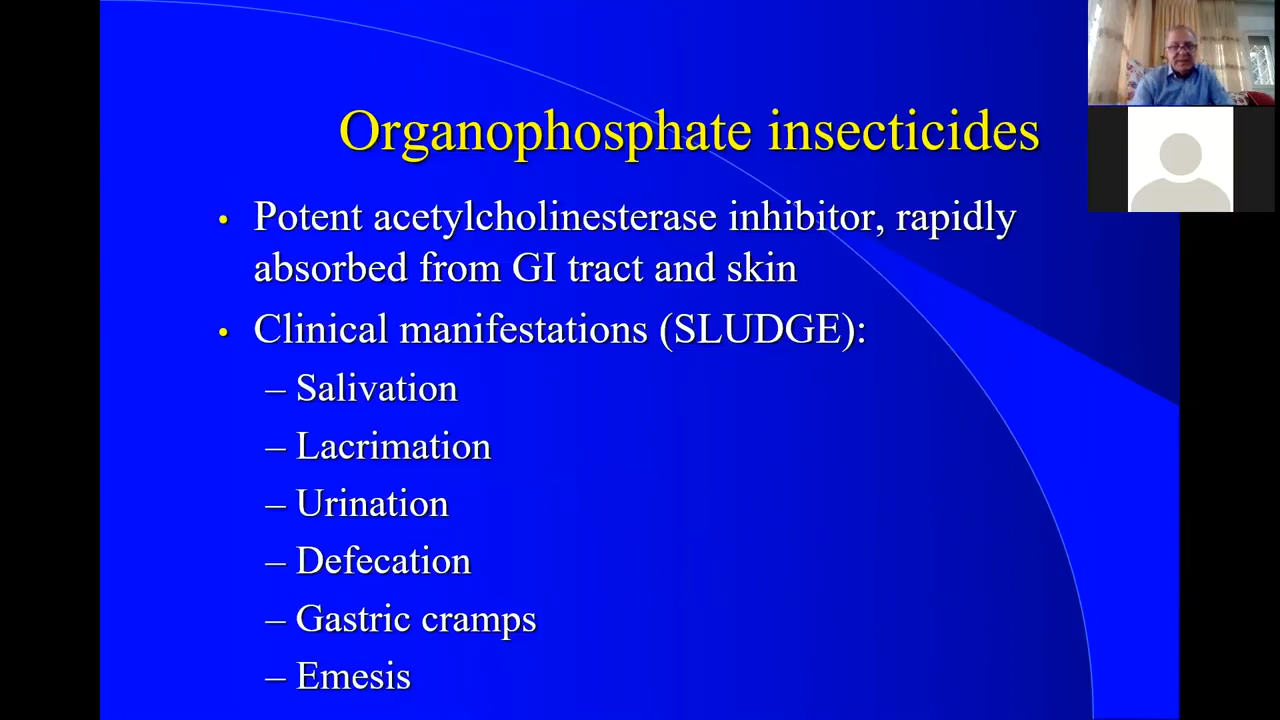 Organophosphate insecticides
• Potent acetylcholinesterase inhibitor, rapidly
absorbed from GI tract and skin
• Clinical manifestations (SLUDGE):
– Salivation
– Lacrimation
– Urination
– Defecation
– Gastric cramps
– Emesis